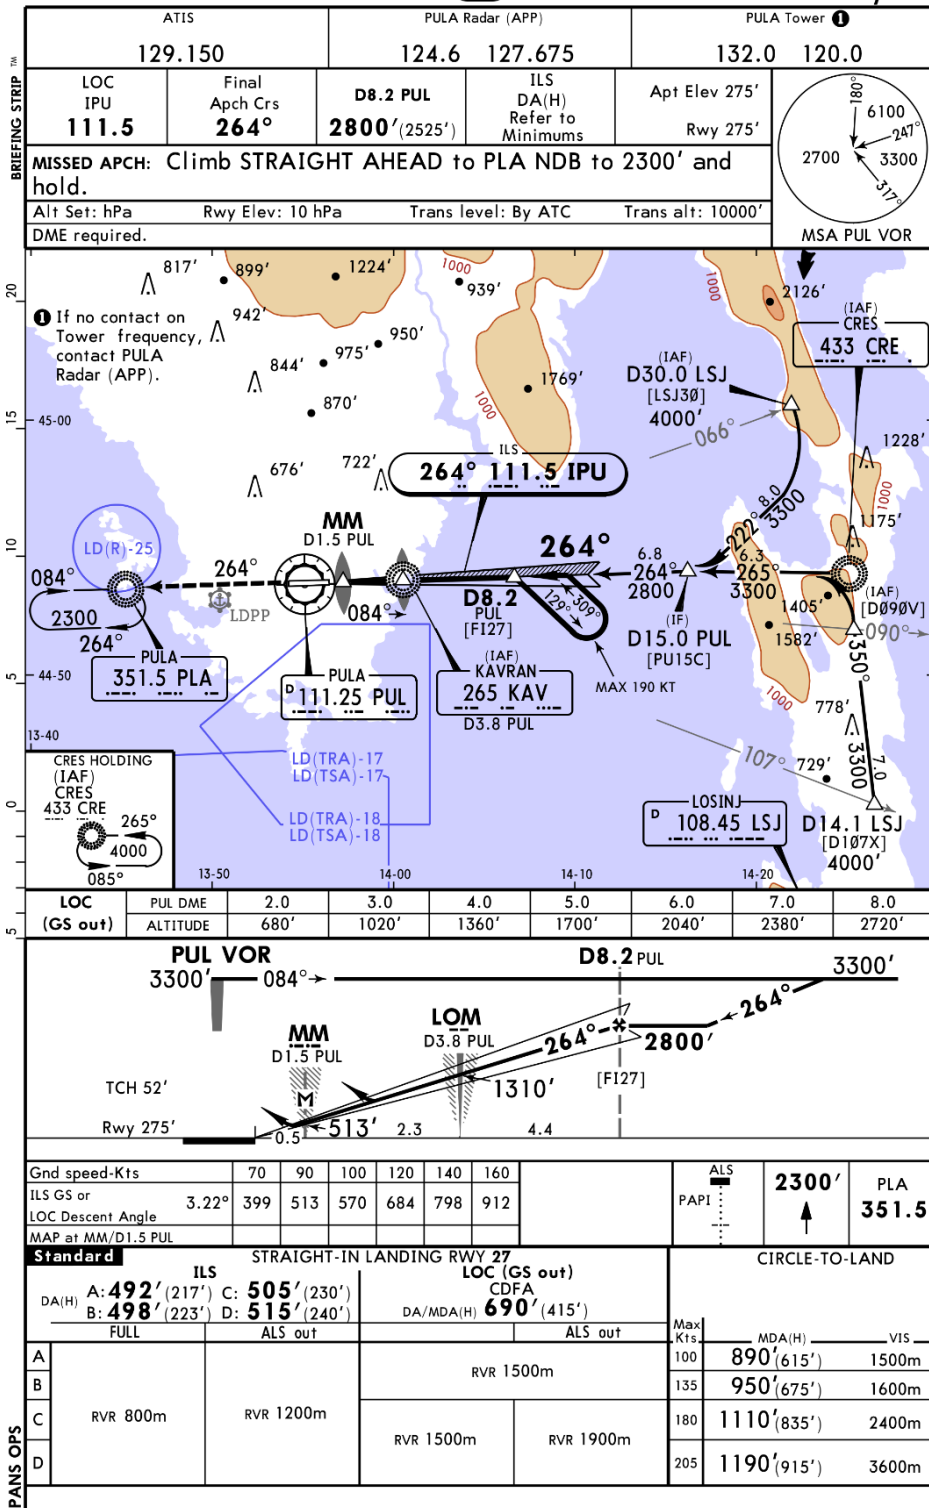 ATIS
129.150
PULA Radar (APP)
124.6 127.675
PULA Tower ❶
132.0 120.0
BRIEFING STRIP TM
LOC
IPU
111.5
Final
Apch Crs
264°
D8.2 PUL
2800'(2525')
ILS
DA(H)
Refer to
Minimums
Apt Elev 275'
Rwy 275'
MISSED APCH: Climb STRAIGHT AHEAD to PLA NDB to 2300' and
hold.
Alt Set: hPa Rwy Elev: 10 hPa Trans level: By ATC Trans alt: 10000'
DME required.
180°
6100
247°
2700
3300
317°
MSA PUL VOR
817'
899'
1224'
1000
939'
1000
2126'
(IAF)
CRES
433 CRE
20
❶ If no contact on
Tower frequency,
contact PULA
Radar (APP).
942'
950'
975'
844'
870'
1769'
1000
(IAF)
D30.0 LSJ
[LSJ30]
4000'
066°
15
45-00
676'
722'
ILS
264° 111.5 IPU
1228'
1000
8.0
3300
222°
1175'
MM
D1.5 PUL
LD(R)-25
10
264°
6.8
264°
2800
6.3
265°
3300
084°
264°
2300
264°
LDPP
084°
D8.2
PUL
[FI27]
129°
309°
(IF)
D15.0 PUL
[PU15C]
1405'
1582'
(IAF)
[D090V]
090°
350°
PULA
351.5 PLA
PULA
D 111.25 PUL
(IAF)
KAVRAN
265 KAV
D3.8 PUL
MAX 190 KT
1000
5
44-50
778'
13-40
7.0
3300
107°
729'
LD(TRA)-17
LD(TSA)-17
LD(TRA)-18
LD(TSA)-18
CRES HOLDING
(IAF)
CRES
433 CRE
265°
4000
085°
0
LOSINJ
D 108.45 LSJ
D14.1 LSJ
[D107X]
4000'
13-50
14-00
14-10
14-20
5
LOC
(GS out)
PUL DME 2.0 3.0 4.0 5.0 6.0 7.0 8.0
ALTITUDE 680' 1020' 1360' 1700' 2040' 2380' 2720'
PUL VOR
3300'
084°
D8.2 PUL
3300'
264°
MM
D1.5 PUL
LOM
D3.8 PUL
264°
2800'
[FI27]
TCH 52'
M
1310'
Rwy 275'
0.5
513'
2.3
4.4
Gnd speed-Kts 70 90 100 120 140 160
ILS GS or
LOC Descent Angle 3.22° 399 513 570 684 798 912
MAP at MM/D1.5 PUL
ALS
PAPI
2300'
PLA
351.5
Standard
STRAIGHT-IN LANDING RWY 27
CIRCLE-TO-LAND
ILS
DA(H) A: 492'(217') C: 505'(230')
B: 498'(223') D: 515'(240')
LOC (GS out)
CDFA
DA/MDA(H) 690'(415')
FULL
ALS out
ALS out
Max
Kts
MDA(H)
VIS
A
B
C
D
RVR 800m
RVR 1200m
RVR 1500m
RVR 1500m
RVR 1900m
100 890'(615') 1500m
135 950'(675') 1600m
180 1110'(835') 2400m
205 1190'(915') 3600m
PANS OPS